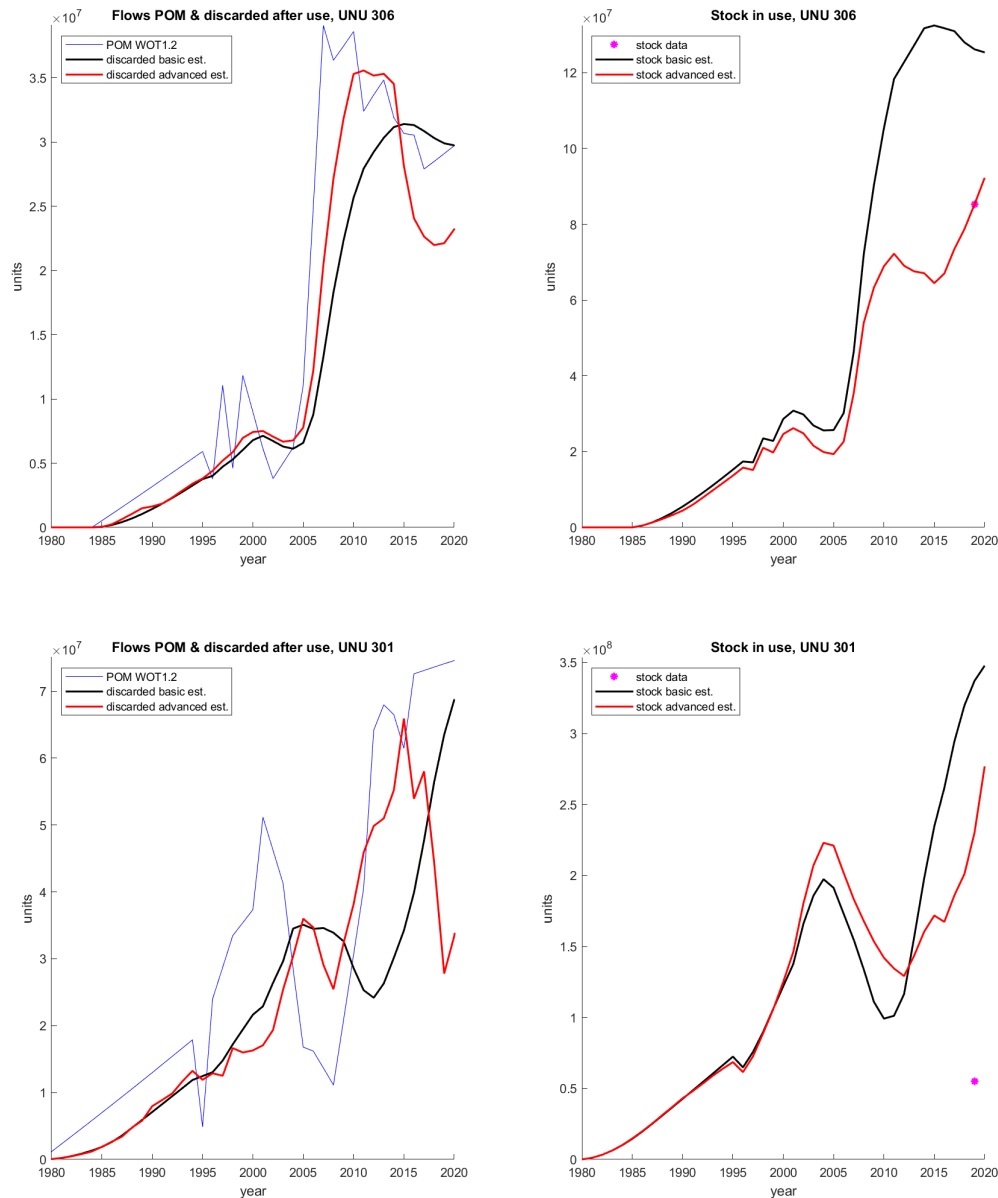 Flows POM & discarded after use, UNU 306
×10⁷
POM WOT1.2
discarded basic est.
discarded advanced est.
3.5
3
2.5
2
1.5
1
0.5
0
1980 1985 1990 1995 2000 2005 2010 2015 2020
units
year
Stock in use, UNU 306
×10⁷
stock data
stock basic est.
stock advanced est.
12
10
8
6
4
2
0
1980 1985 1990 1995 2000 2005 2010 2015 2020
units
year
Flows POM & discarded after use, UNU 301
×10⁷
POM WOT1.2
discarded basic est.
discarded advanced est.
7
6
5
4
3
2
1
0
1980 1985 1990 1995 2000 2005 2010 2015 2020
units
year
Stock in use, UNU 301
×10⁸
stock data
stock basic est.
stock advanced est.
3.5
3
2.5
2
1.5
1
0.5
0
1980 1985 1990 1995 2000 2005 2010 2015 2020
units
year